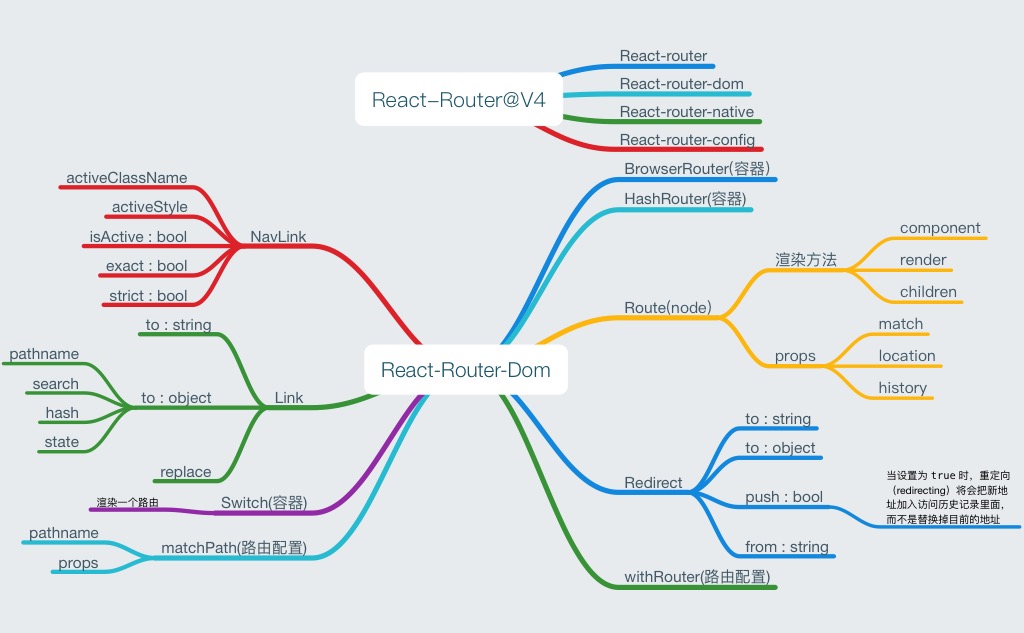 React-Router@V4
React-router
React-router-dom
React-router-native
React-router-config
React-Router-Dom
BrowserRouter(容器)
HashRouter(容器)
Route(node)
渲染方法
component
render
children
props
match
location
history
Redirect
to : string
to : object
push : bool
当设置为 true 时，重定向
（redirecting）将会把新地
址加入访问历史记录里面，
而不是替换掉目前的地址
from : string
withRouter(路由配置)
NavLink
activeClassName
activeStyle
isActive : bool
exact : bool
strict : bool
Link
to : string
to : object
pathname
search
hash
state
replace
Switch(容器)
渲染一个路由
matchPath(路由配置)
pathname
props